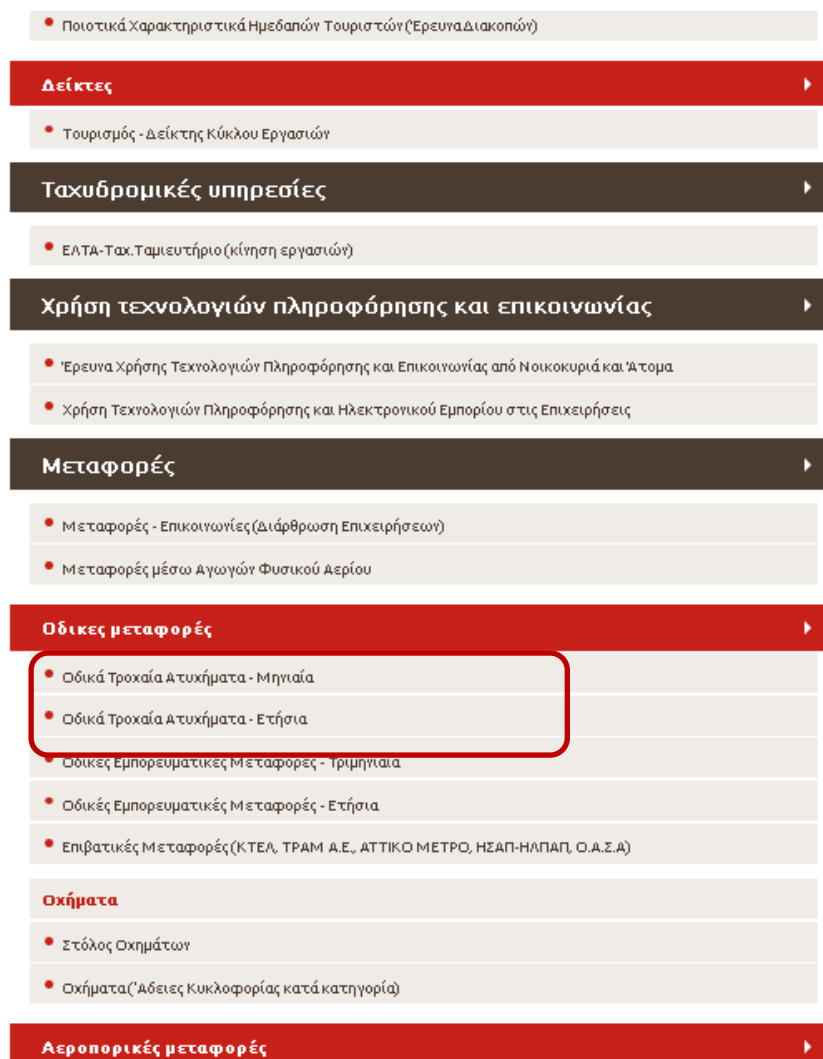 Ποιοτικά Χαρακτηριστικά Ημεδαπών Τουριστών (Έρευνα Διακοπών)
Δείκτες
Τουρισμός - Δείκτης Κύκλου Εργασιών
Ταχυδρομικές υπηρεσίες
ΕΛΤΑ-Ταχ.Ταμιευτήριο (κίνηση εργασιών)
Χρήση τεχνολογιών πληροφόρησης και επικοινωνίας
Έρευνα Χρήσης Τεχνολογιών Πληροφόρησης και Επικοινωνίας από Νοικοκυριά και Άτομα
Χρήση Τεχνολογιών Πληροφόρησης και Ηλεκτρονικού Εμπορίου στις Επιχειρήσεις
Μεταφορές
Μεταφορές - Επικοινωνίες (Διάρθρωση Επιχειρήσεων)
Μεταφορές μέσω Αγωγών Φυσικού Αερίου
Οδικες μεταφορές
Οδικά Τροχαία Ατυχήματα - Μηνιαία
Οδικά Τροχαία Ατυχήματα - Ετήσια
Οδικές Εμπορευματικές Μεταφορές - Τριμηνιαία
Οδικές Εμπορευματικές Μεταφορές - Ετήσια
Επιβατικές Μεταφορές (ΚΤΕΛ, ΤΡΑΜ Α.Ε., ΑΤΤΙΚΟ ΜΕΤΡΟ, ΗΣΑΠ-ΗΛΠΑΠ, Ο.Α.Σ.Α)
Οχήματα
Στόλος Οχημάτων
Οχήματα (Άδειες Κυκλοφορίας κατά κατηγορία)
Αεροπορικές μεταφορές